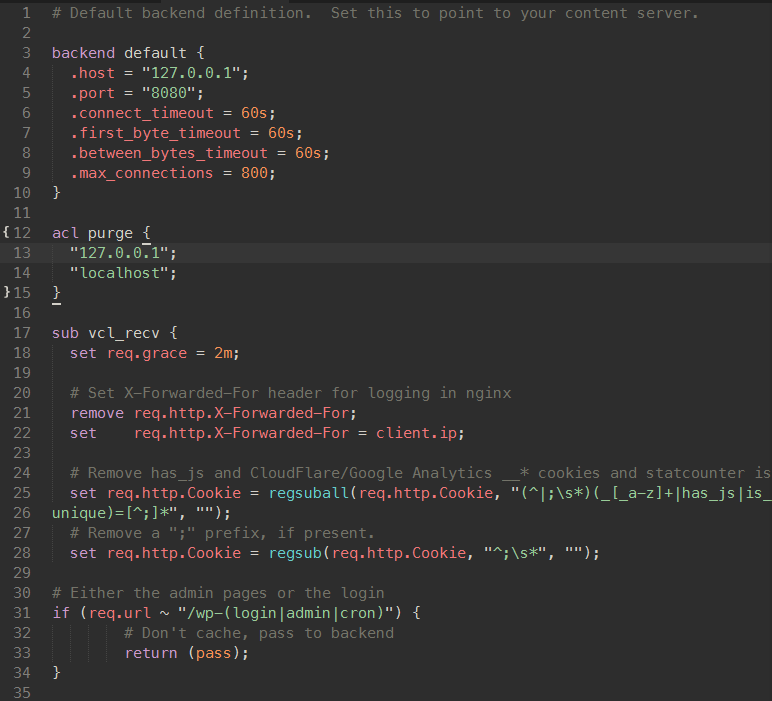 1 # Default backend definition.  Set this to point to your content server.
2
3 backend default {
4   .host = "127.0.0.1";
5   .port = "8080";
6   .connect_timeout = 60s;
7   .first_byte_timeout = 60s;
8   .between_bytes_timeout = 60s;
9   .max_connections = 800;
10 }
11
{12 acl purge {
13   "127.0.0.1";
14   "localhost";
}15 }
16
17 sub vcl_recv {
18   set req.grace = 2m;
19
20   # Set X-Forwarded-For header for logging in nginx
21   remove req.http.X-Forwarded-For;
22   set    req.http.X-Forwarded-For = client.ip;
23
24   # Remove has_js and CloudFlare/Google Analytics __* cookies and statcounter is
25   set req.http.Cookie = regsuball(req.http.Cookie, "(^|;\s*)(_[_a-z]+|has_js|is_
26 unique)=[^;]*", "");
27   # Remove a ";" prefix, if present.
28   set req.http.Cookie = regsub(req.http.Cookie, "^;\s*", "");
29
30 # Either the admin pages or the login
31 if (req.url ~ "/wp-(login|admin|cron)") {
32         # Don't cache, pass to backend
33         return (pass);
34 }
35